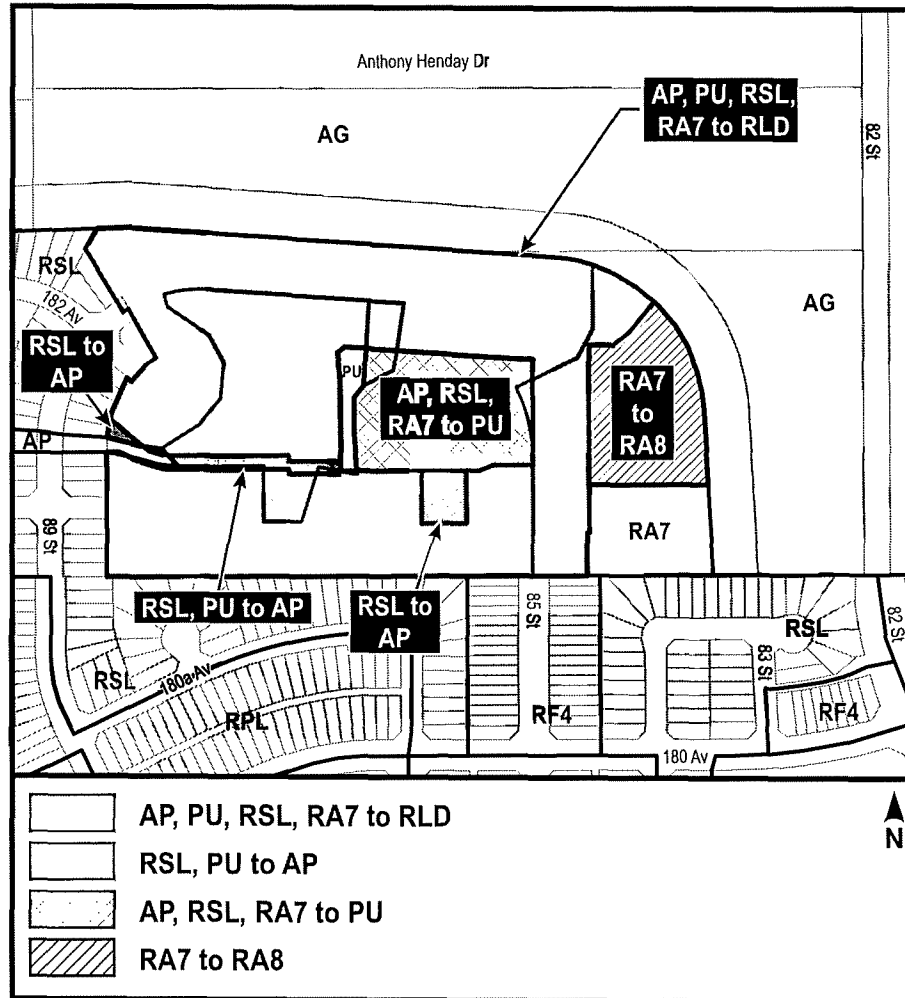 Anthony Henday Dr
AP, PU, RSL,
RA7 to RLD
AG
82 St
RSL
182 Av
AG
RSL to
AP
PU
AP, RSL,
RA7 to PU
RA7
to
RA8
AP
89 St
RA7
RSL, PU to AP
RSL to
AP
85 St
RSL
82 St
83 St
RSL
180a Av
RPL
RF4
RF4
180 Av
AP, PU, RSL, RA7 to RLD
RSL, PU to AP
AP, RSL, RA7 to PU
RA7 to RA8
N